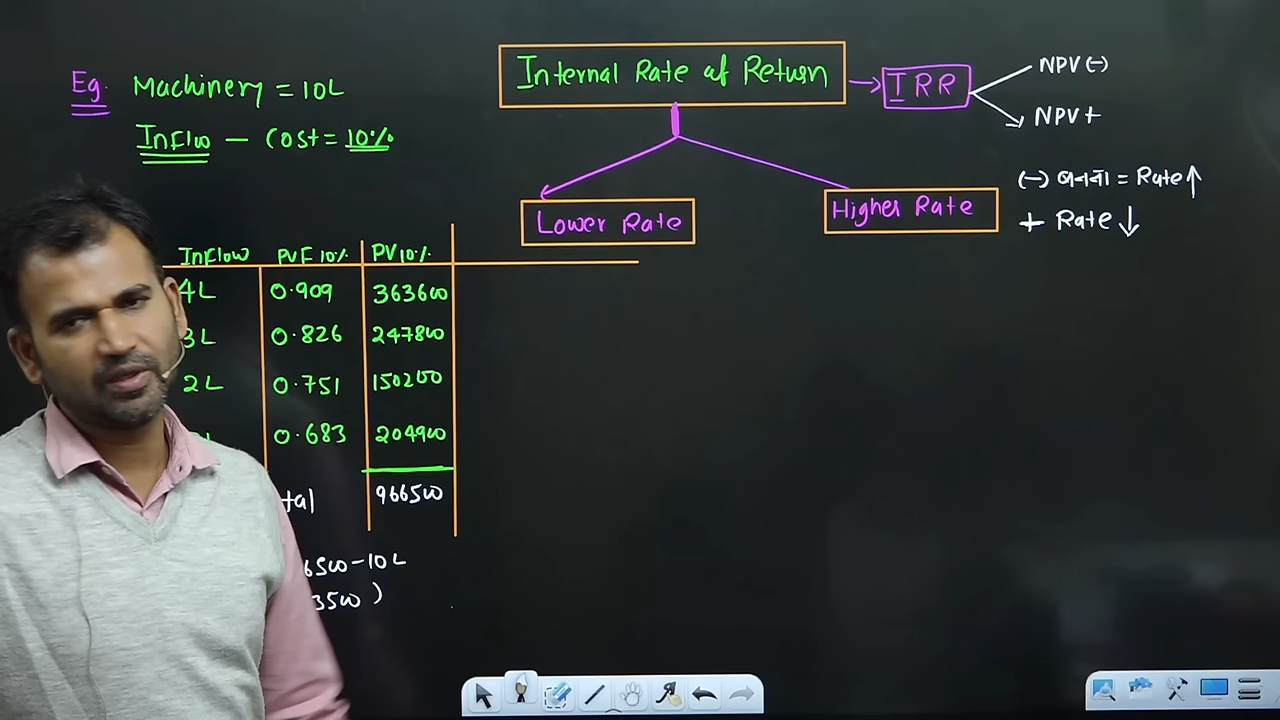 Eg. Machinery = 10L
Inflow - Cost = 10%
Internal Rate of Return → IRR
NPV (-)
NPV +
Lower Rate
Higher Rate
(-) बनाना = Rate ↑
+ Rate ↓
Inflow PVF 10% PV 10%
4L 0.909 363600
3L 0.826 247800
2L 0.751 150200
0.683 204900
tal 966500
6500 - 10L
3500 )